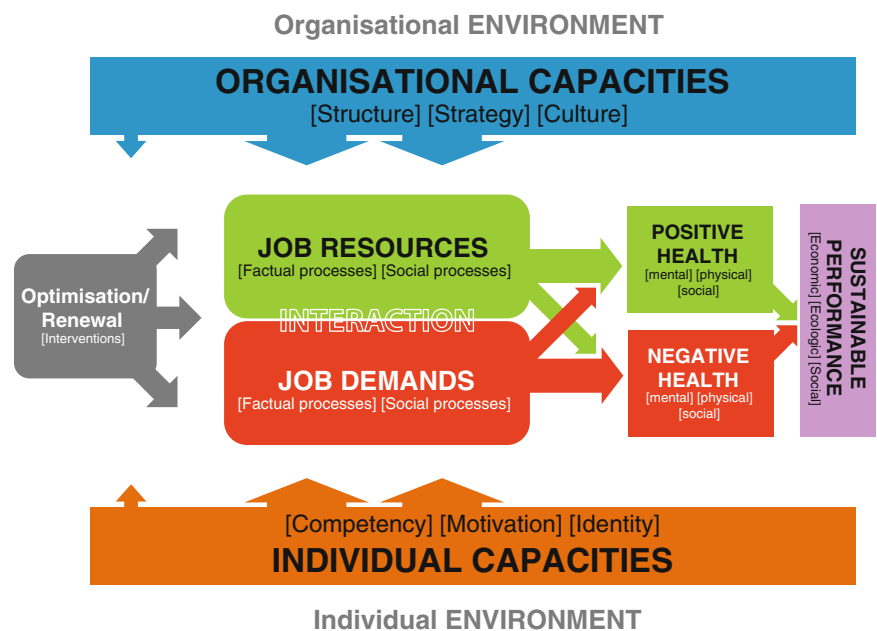 Organisational ENVIRONMENT
ORGANISATIONAL CAPACITIES
[Structure] [Strategy] [Culture]
Optimisation/
Renewal
[Interventions]
JOB RESOURCES
[Factual processes] [Social processes]
INTERACTION
JOB DEMANDS
[Factual processes] [Social processes]
POSITIVE
HEALTH
[mental] [physical]
[social]
NEGATIVE
HEALTH
[mental] [physical]
[social]
SUSTAINABLE
PERFORMANCE
[Economic] [Ecologic] [Social]
[Competency] [Motivation] [Identity]
INDIVIDUAL CAPACITIES
Individual ENVIRONMENT